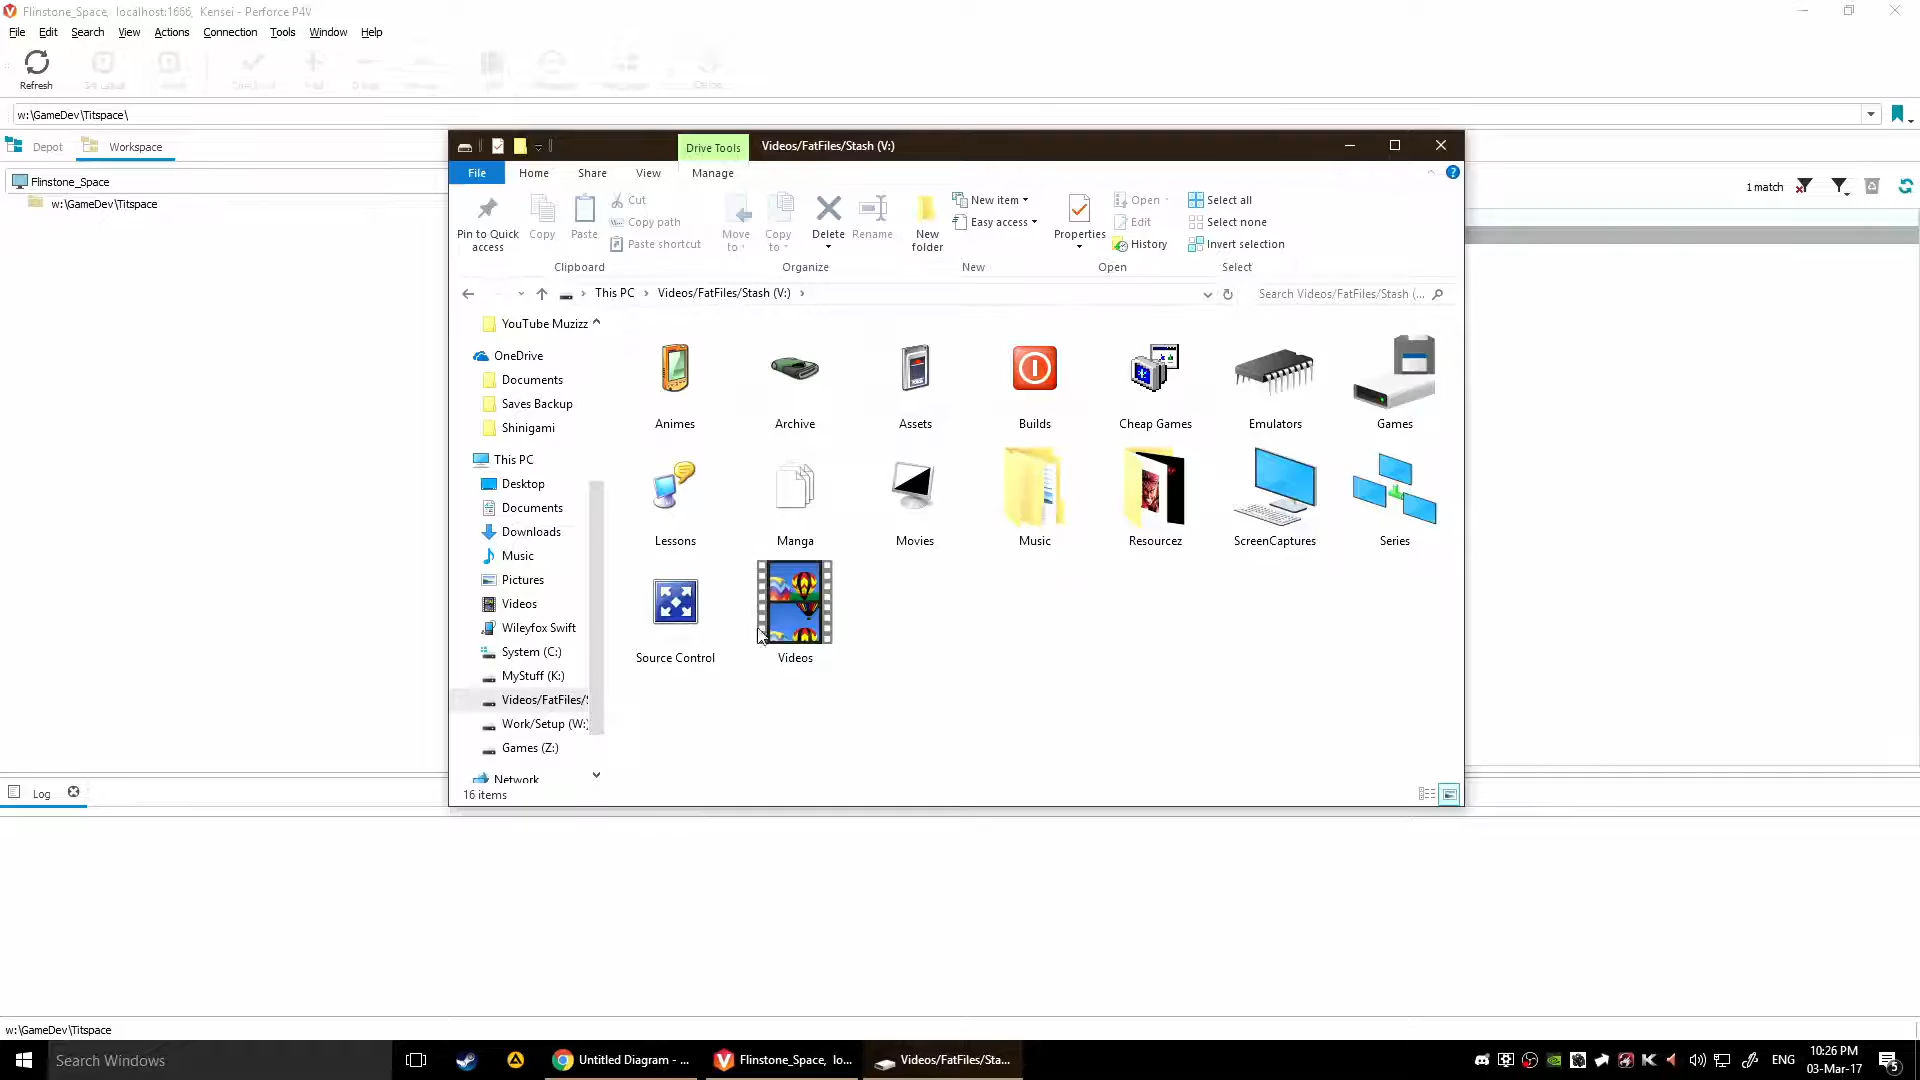 Flinstone_Space, localhost:1666, Kensei - Perforce P4V
File Edit Search View Actions Connection Tools Window Help
Refresh
w:\GameDev\Titspace\
Depot Workspace
Flinstone_Space
w:\GameDev\Titspace
1 match
Drive Tools Videos/FatFiles/Stash (V:)
File Home Share View Manage
Pin to Quick access
Copy
Paste
Cut
Copy path
Paste shortcut
Clipboard
Move to
Copy to
Delete
Rename
Organize
New folder
New item
Easy access
New
Properties
Open
Edit
History
Open
Select all
Select none
Invert selection
Select
This PC Videos/FatFiles/Stash (V:)
Search Videos/FatFiles/Stash (...
YouTube Muzizz
OneDrive
Documents
Saves Backup
Shinigami
This PC
Desktop
Documents
Downloads
Music
Pictures
Videos
Wileyfox Swift
System (C:)
MyStuff (K:)
Videos/FatFiles/S
Work/Setup (W:)
Games (Z:)
Network
Animes Archive Assets Builds Cheap Games Emulators Games
Lessons Manga Movies Music Resourcez ScreenCaptures Series
Source Control Videos
16 items
Log
w:\GameDev\Titspace
Search Windows
Untitled Diagram - ...
Flinstone_Space, lo...
Videos/FatFiles/Sta...
ENG
10:26 PM
03-Mar-17
5